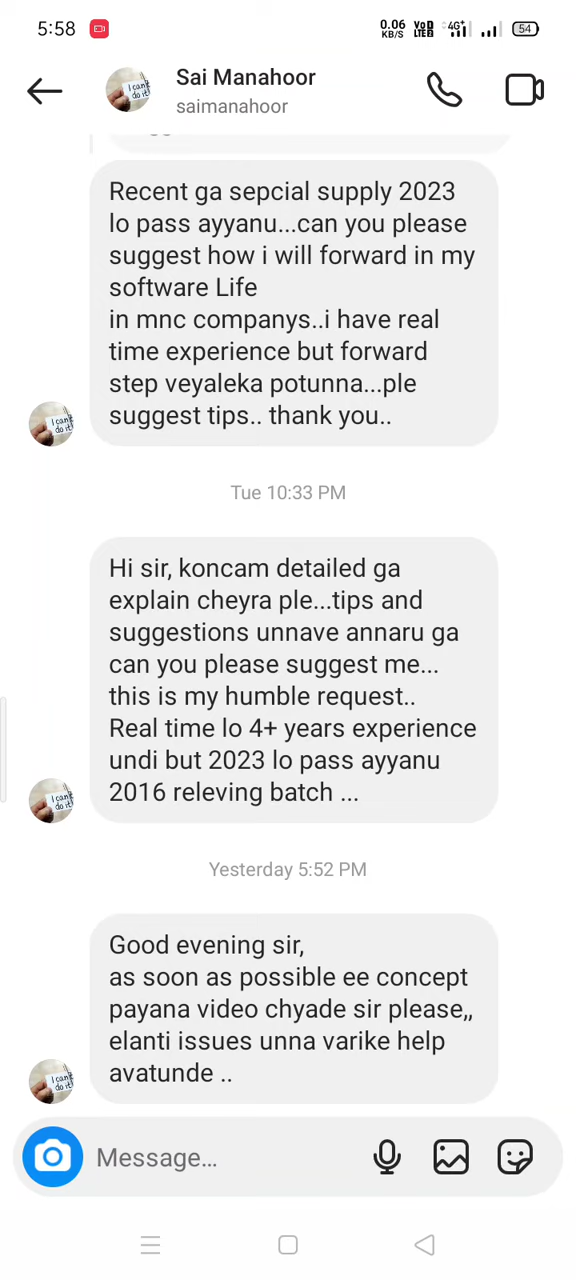 5:58
0.06 KB/S VoD LTE2 4G+ 54
Sai Manahoor
saimanahoor
Recent ga sepcial supply 2023
lo pass ayyanu...can you please
suggest how i will forward in my
software Life
in mnc companys..i have real
time experience but forward
step veyaleka potunna...ple
suggest tips.. thank you..
Tue 10:33 PM
Hi sir, koncam detailed ga
explain cheyra ple...tips and
suggestions unnave annaru ga
can you please suggest me...
this is my humble request..
Real time lo 4+ years experience
undi but 2023 lo pass ayyanu
2016 releving batch ...
Yesterday 5:52 PM
Good evening sir,
as soon as possible ee concept
payana video chyade sir please,,
elanti issues unna varike help
avatunde ..
Message...